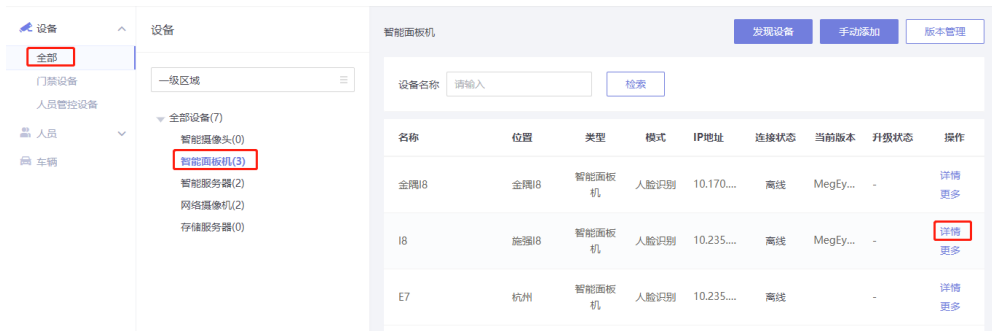 设备
全部
门禁设备
人员管控设备
人员
车辆
设备
一级区域
全部设备(7)
智能摄像头(0)
智能面板机(3)
智能服务器(2)
网络摄像机(2)
存储服务器(0)
智能面板机
发现设备 手动添加 版本管理
设备名称 请输入 检索
名称 位置 类型 模式 IP地址 连接状态 当前版本 升级状态 操作
金隅I8 金隅I8 智能面板机 人脸识别 10.170.... 离线 MegEy... - 详情 更多
I8 施强I8 智能面板机 人脸识别 10.235.... 离线 MegEy... - 详情 更多
E7 杭州 智能面板机 人脸识别 10.235.... 离线 - 详情 更多